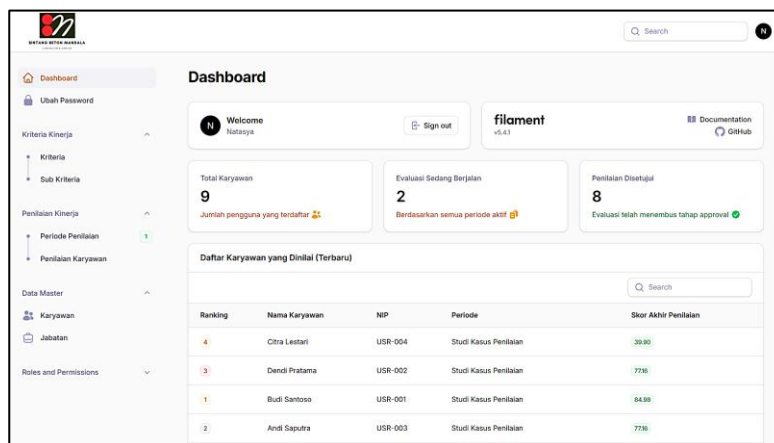 BINTANG BETON MANDALA
Search
N
Dashboard
Ubah Password
Kriteria Kinerja
Kriteria
Sub Kriteria
Penilaian Kinerja
Periode Penilaian 1
Penilaian Karyawan
Data Master
Karyawan
Jabatan
Roles and Permissions
Dashboard
N
Welcome
Natasya
Sign out
filament
v5.4.1
Documentation
GitHub
Total Karyawan
9
Jumlah pengguna yang terdaftar
Evaluasi Sedang Berjalan
2
Berdasarkan semua periode aktif
Penilaian Disetujui
8
Evaluasi telah menembus tahap approval
Daftar Karyawan yang Dinilai (Terbaru)
Search
Ranking Nama Karyawan NIP Periode Skor Akhir Penilaian
4 Citra Lestari USR-004 Studi Kasus Penilaian 39.90
3 Dendi Pratama USR-002 Studi Kasus Penilaian 77.16
1 Budi Santoso USR-001 Studi Kasus Penilaian 84.98
2 Andi Saputra USR-003 Studi Kasus Penilaian 77.16